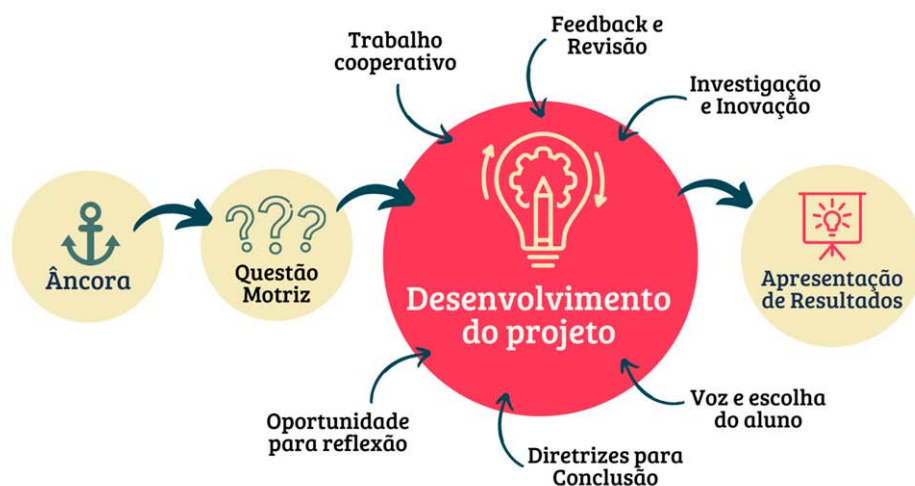 Trabalho
cooperativo
Feedback e
Revisão
Investigação
e Inovação
Âncora
???
Questão
Motriz
Desenvolvimento
do projeto
Apresentação
de Resultados
Oportunidade
para reflexão
Diretrizes para
Conclusão
Voz e escolha
do aluno